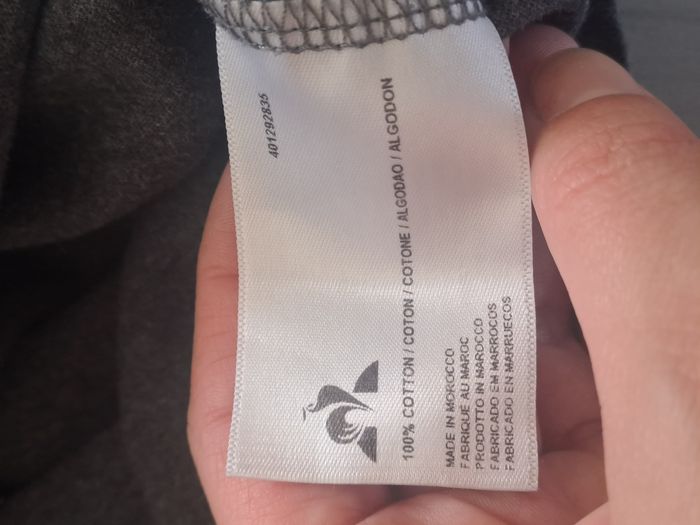 401292835
100% COTTON / COTON / COTONE / ALGODAO / ALGODON
MADE IN MOROCCO
FABRIQUE AU MAROC
PRODOTTO IN MAROCCO
FABRICADO EM MARROCOS
FABRICADO EN MARRUECOS